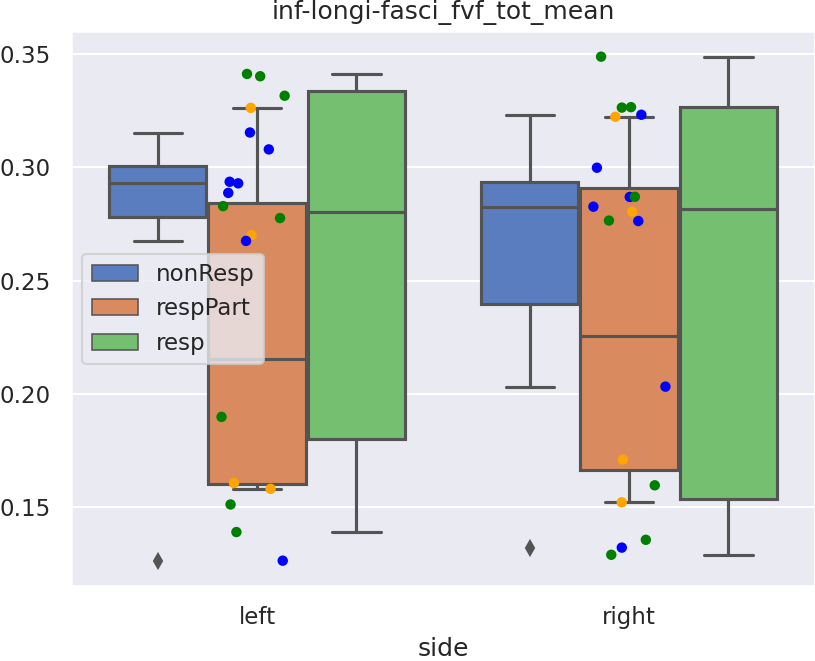 inf-longi-fasci_fvf_tot_mean
0.35
0.30
0.25
0.20
0.15
nonResp
respPart
resp
left
right
side